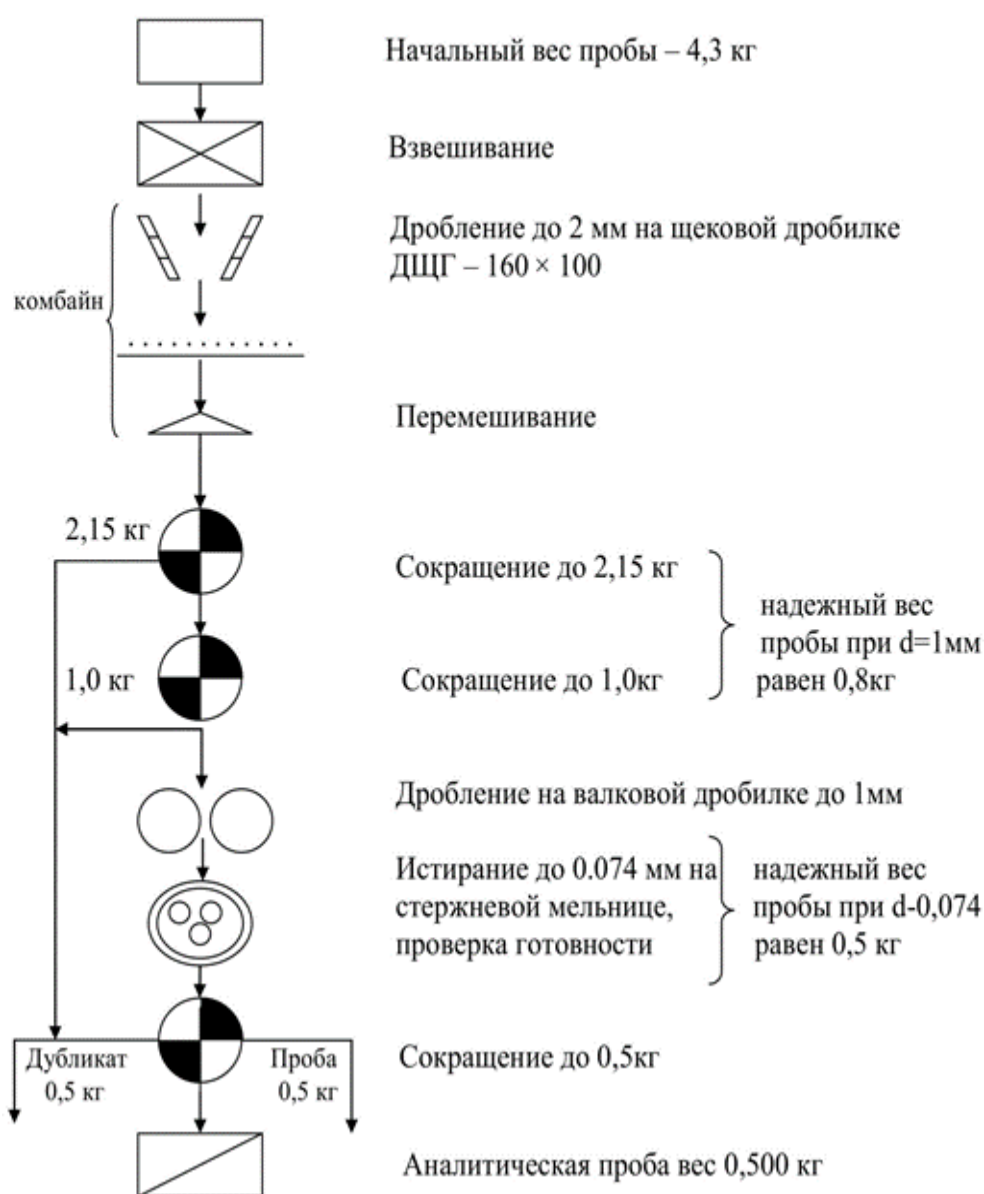 Начальный вес пробы – 4,3 кг
Взвешивание
Дробление до 2 мм на щековой дробилке
ДЩГ – 160 × 100
комбайн
Перемешивание
2,15 кг
Сокращение до 2,15 кг
надежный вес
пробы при d=1мм
равен 0,8кг
1,0 кг
Сокращение до 1,0кг
Дробление на валковой дробилке до 1мм
Истирание до 0.074 мм на
стержневой мельнице,
проверка готовности
надежный вес
пробы при d-0,074
равен 0,5 кг
Дубликат
0,5 кг
Проба
0,5 кг
Сокращение до 0,5кг
Аналитическая проба вес 0,500 кг